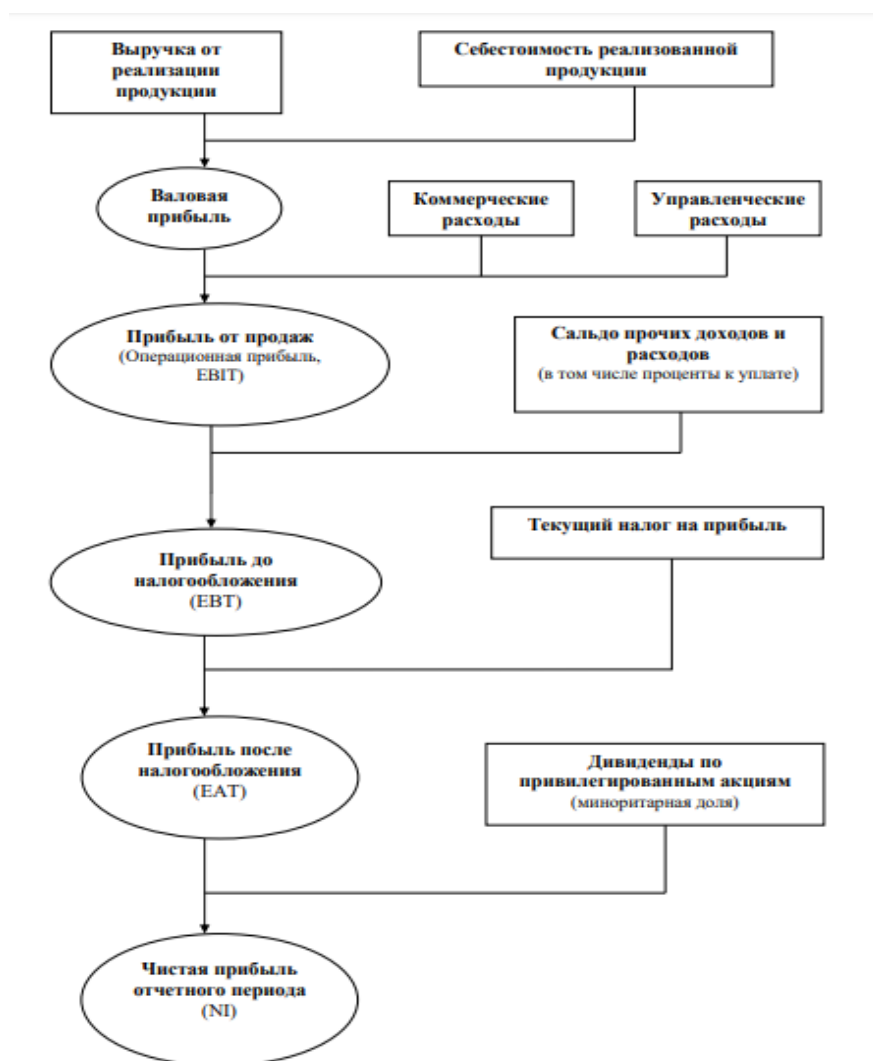 Выручка от
реализации
продукции
Себестоимость реализованной
продукции
Валовая
прибыль
Коммерческие
расходы
Управленческие
расходы
Прибыль от продаж
(Операционная прибыль,
EBIT)
Сальдо прочих доходов и
расходов
(в том числе проценты к уплате)
Текущий налог на прибыль
Прибыль до
налогообложения
(EBT)
Прибыль после
налогообложения
(EAT)
Дивиденды по
привилегированным акциям
(миноритарная доля)
Чистая прибыль
отчетного периода
(NI)